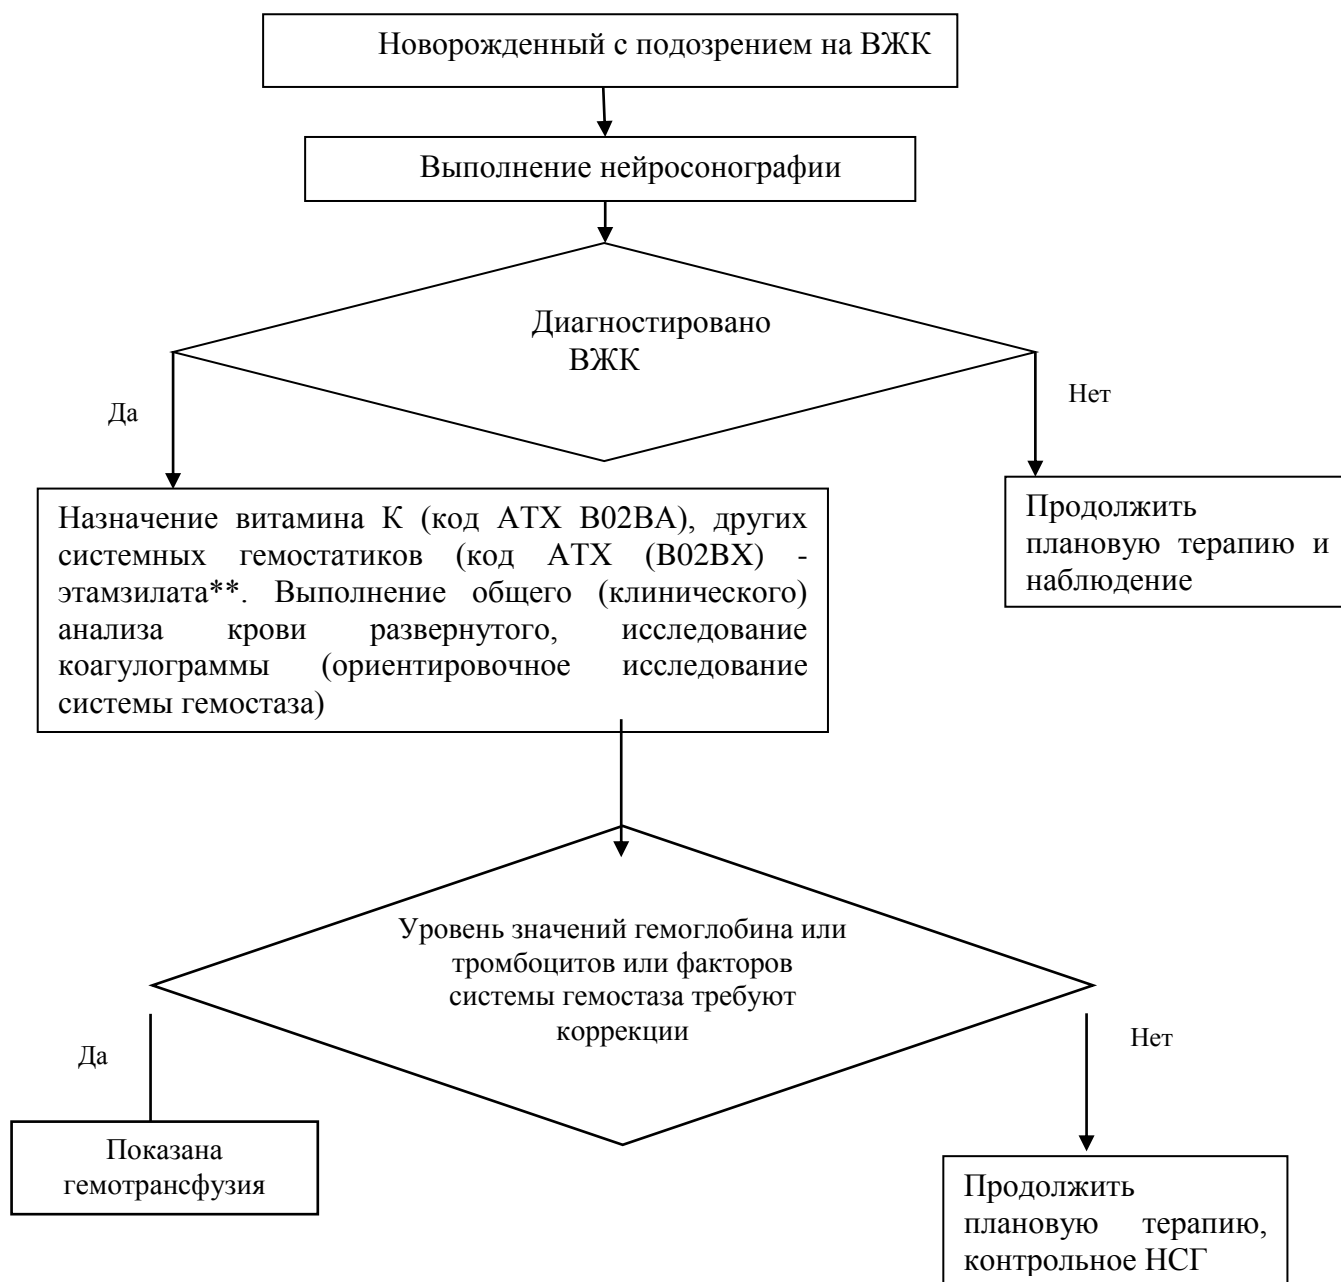 Новорожденный с подозрением на ВЖК
Выполнение нейросонографии
Диагностировано
ВЖК
Да
Нет
Назначение витамина К (код АТХ B02BA), других
системных гемостатиков (код АТХ (B02BX) -
этамзилата**. Выполнение общего (клинического)
анализа крови развернутого, исследование
коагулограммы (ориентировочное исследование
системы гемостаза)
Продолжить
плановую терапию и
наблюдение
Уровень значений гемоглобина или
тромбоцитов или факторов
системы гемостаза требуют
коррекции
Да
Нет
Показана
гемотрансфузия
Продолжить
плановую терапию,
контрольное НСГ